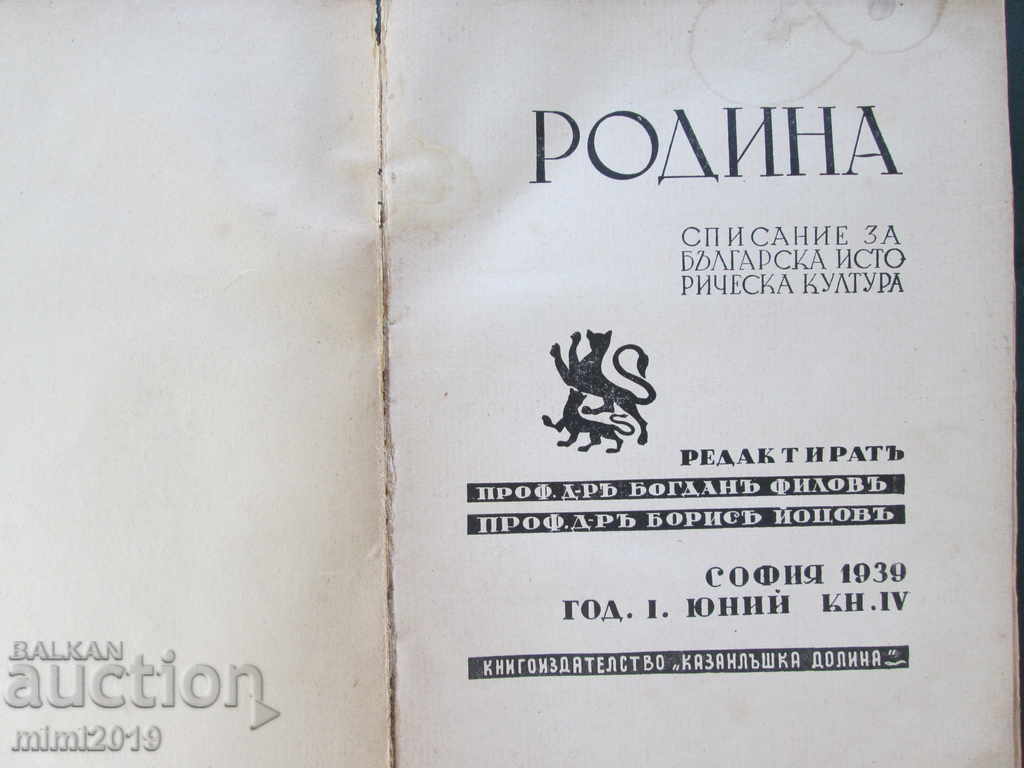 РОДИНА
СПИСАНИЕ ЗА
БЪЛГАРСКА ИСТО-
РИЧЕСКА КУЛТУРА
РЕДАКТИРАТЪ
ПРОФ. Д-РЪ БОГДАНЪ ФИЛОВЪ
ПРОФ. Д-РЪ БОРИСЪ ЙОЦОВЪ
СОФИЯ 1939
ГОД. I. ЮНИЙ КН. IV
КНИГОИЗДАТЕЛСТВО „КАЗАНЛЪШКА ДОЛИНА"
BALKAN
auction
mimi2019